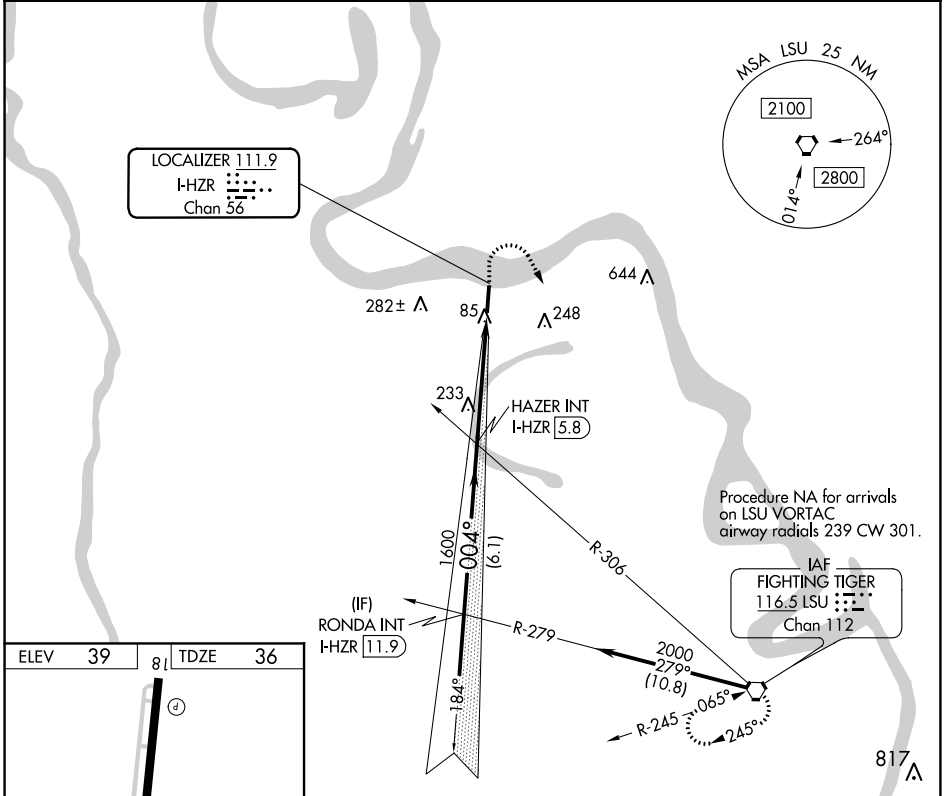 MSA LSU 25 NM
2100
264°
2800
014°
LOCALIZER 111.9
I-HZR
Chan 56
644
282±
85
248
233
HAZER INT
I-HZR 5.8
Procedure NA for arrivals
on LSU VORTAC
airway radials 239 CW 301.
1600
004°
(6.1)
R-306
IAF
FIGHTING TIGER
116.5 LSU
Chan 112
(IF)
RONDA INT
I-HZR 11.9
R-279
2000
279°
(10.8)
184°
R-245
065°
245°
817
ELEV 39
18
TDZE 36
P